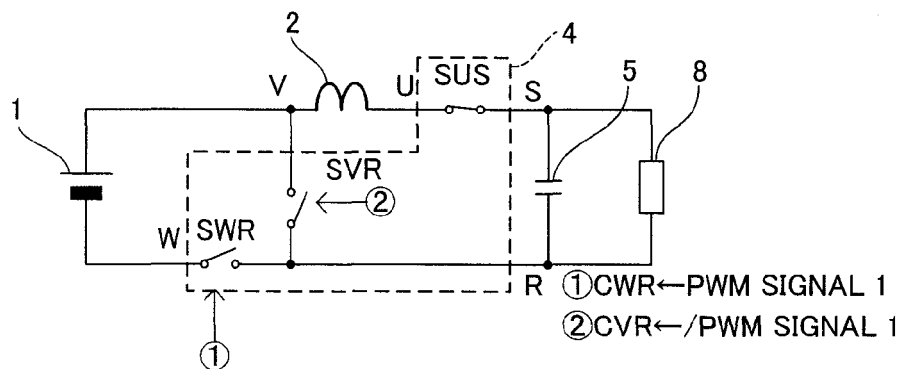 2
4
V
U
SUS
S
5
8
1
SVR
②
W
SWR
R
①CWR←PWM SIGNAL 1
②CVR←/PWM SIGNAL 1
①